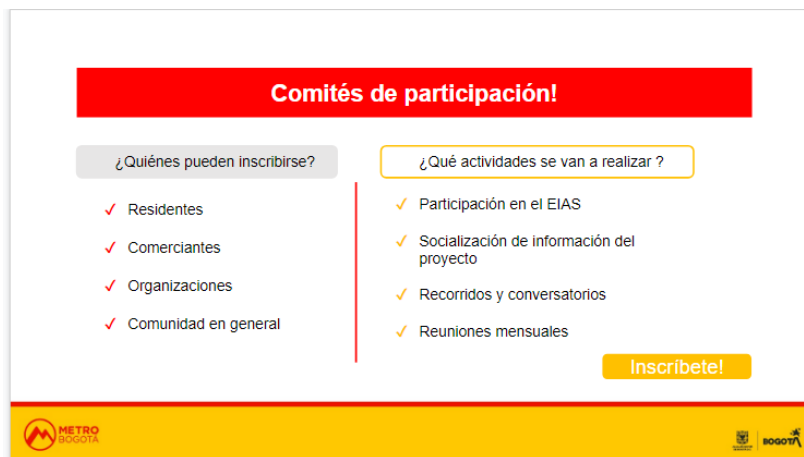 Comités de participación!
¿Quiénes pueden inscribirse?
Residentes
Comerciantes
Organizaciones
Comunidad en general
¿Qué actividades se van a realizar ?
Participación en el EIAS
Socialización de información del
proyecto
Recorridos y conversatorios
Reuniones mensuales
Inscríbete!
METRO
BOGOTÁ
BOGOTÁ